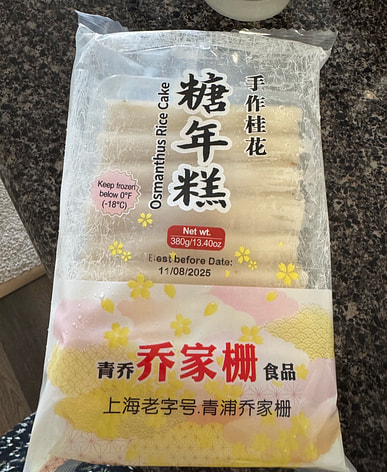 手作桂花
糖年糕
Osmanthus Rice Cake
Keep frozen
below 0°F
(-18°C)
Net wt.
380g/13.40oz
Best before Date:
11/08/2025
青乔 乔家栅 食品
上海老字号.青浦乔家栅